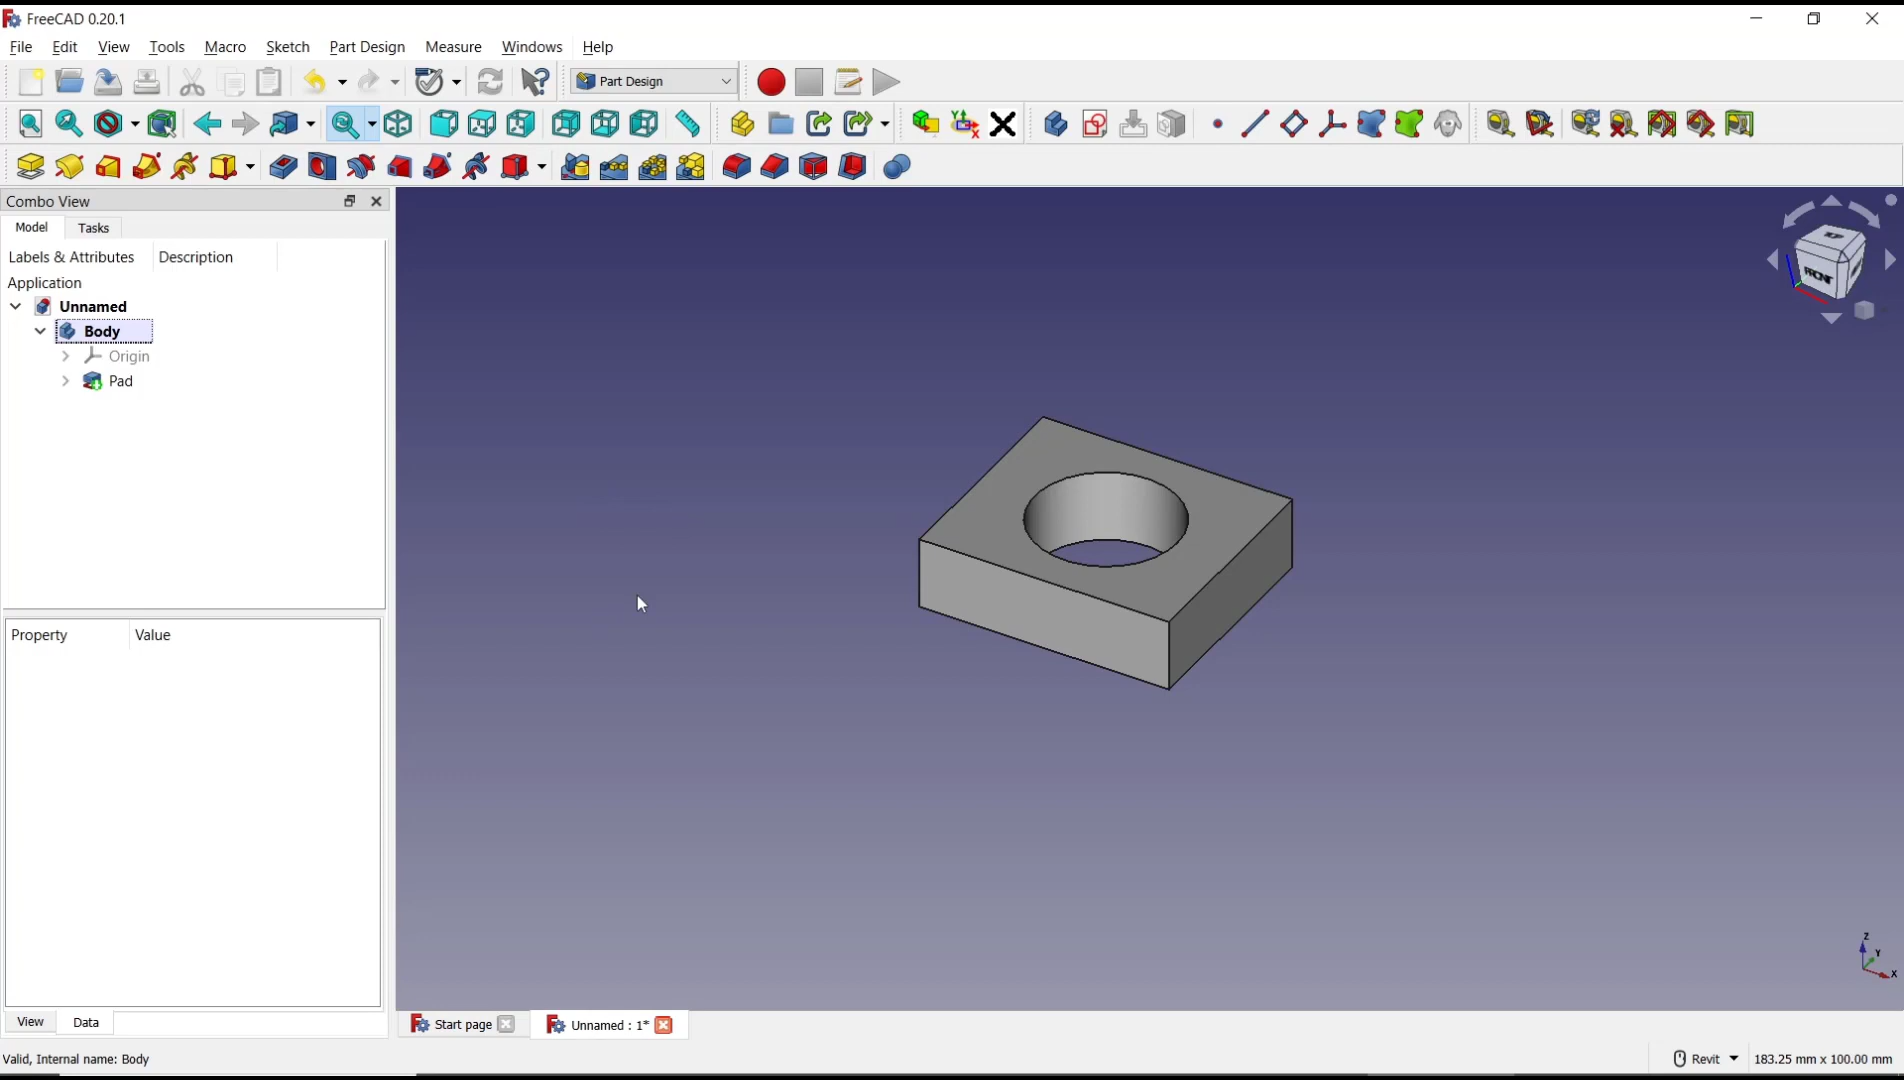 FreeCAD 0.20.1
File Edit View Tools Macro Sketch Part Design Measure Windows Help
Part Design
Combo View
Model Tasks
Labels & Attributes Description
Application
Unnamed
Body
Origin
Pad
Property Value
View Data
FRONT
Z
Y
X
Start page Unnamed : 1*
Valid, Internal name: Body
Revit 183.25 mm x 100.00 mm